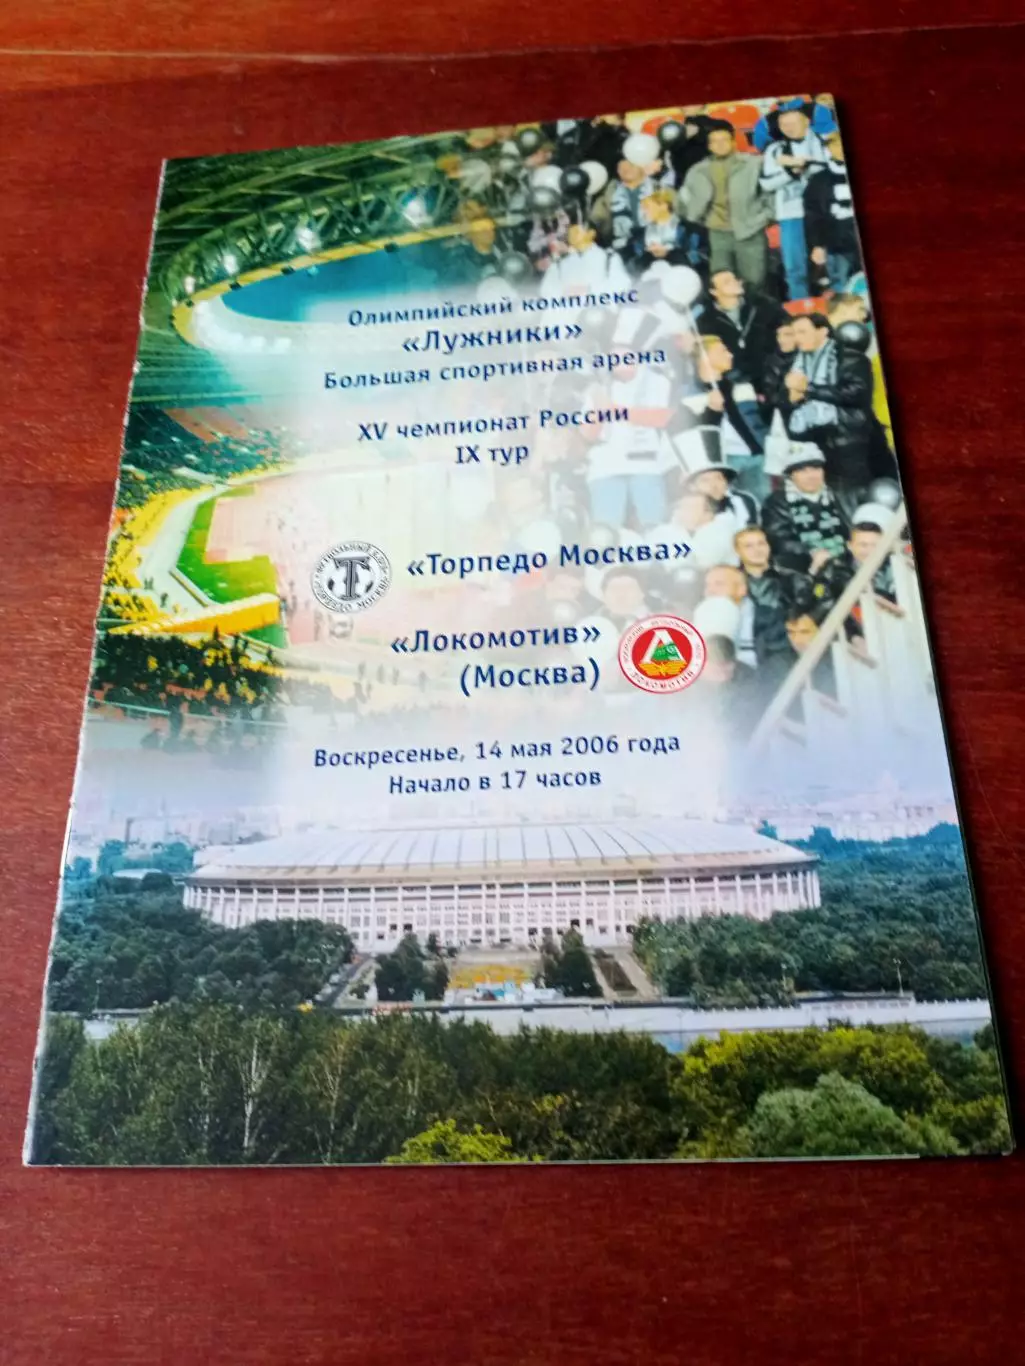 Олимпийский комплекс
«Лужники»
Большая спортивная арена
XV чемпионат России
IX тур
«Торпедо Москва»
«Локомотив»
(Москва)
ЛОКОМОТИВ
Воскресенье, 14 мая 2006 года
Начало в 17 часов